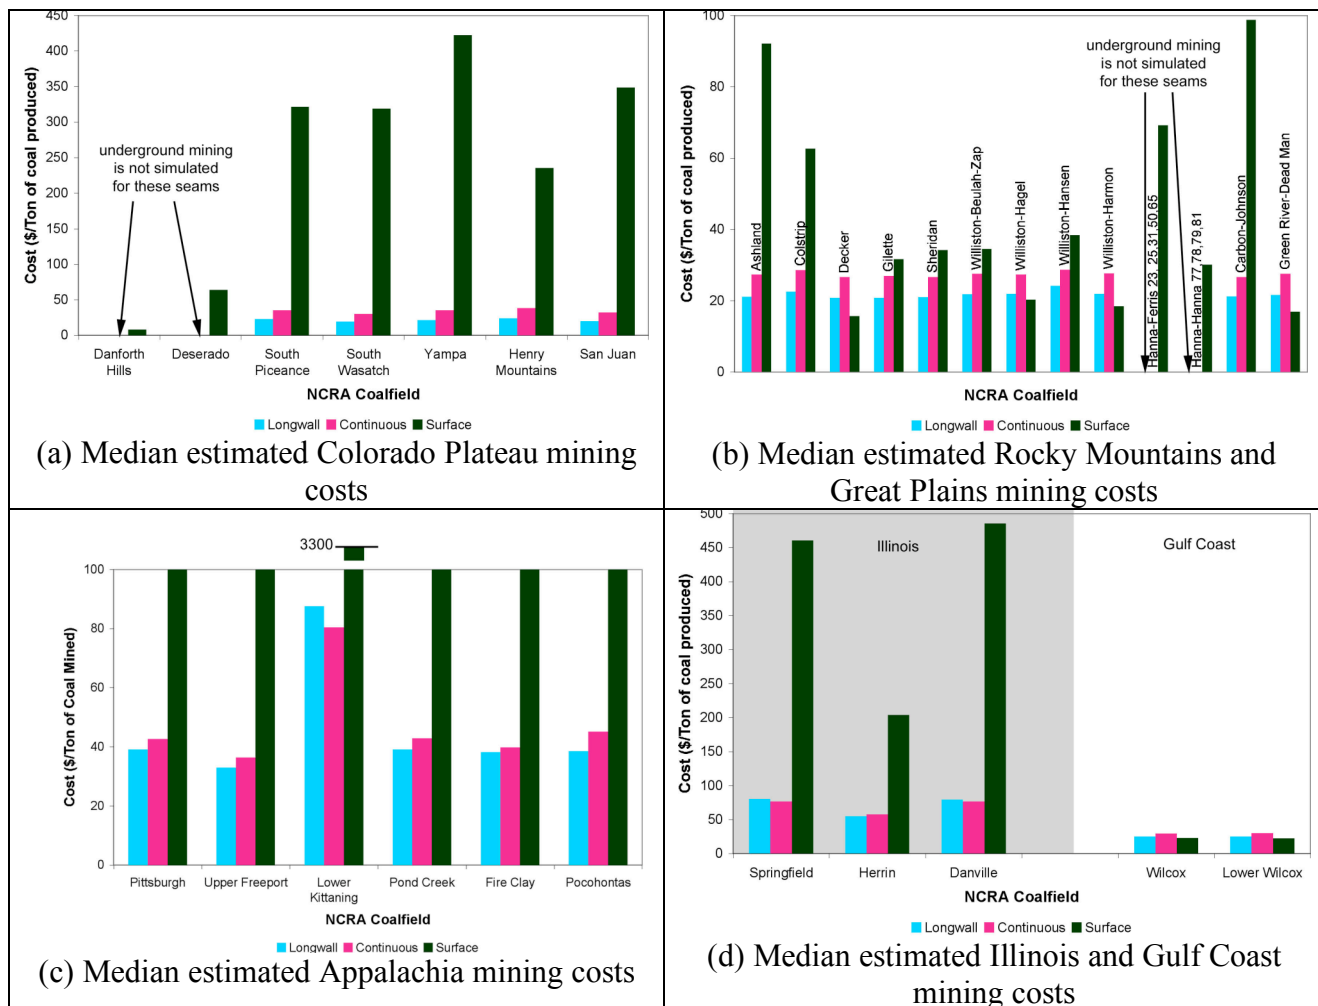 450
400
350
300
250
200
150
100
50
0
Cost ($/Ton of coal produced)
underground mining
is not simulated
for these seams
Danforth Hills
Deserado
South Piceance
South Wasatch
Yampa
Henry Mountains
San Juan
NCRA Coalfield
Longwall Continuous Surface
(a) Median estimated Colorado Plateau mining
costs
100
80
60
40
20
0
Cost ($/Ton of coal produced)
underground mining
is not simulated
for these seams
Ashland
Colstrip
Decker
Gilette
Sheridan
Williston-Beulah-Zap
Williston-Hagel
Williston-Hansen
Williston-Harmon
Hanna-Ferris 23, 25,31,50,65
Hanna-Hanna 77,78,79,81
Carbon-Johnson
Green River-Dead Man
NCRA Coalfield
Longwall Continuous Surface
(b) Median estimated Rocky Mountains and
Great Plains mining costs
3300
100
80
60
40
20
0
Cost ($/Ton of Coal Mined)
Pittsburgh
Upper Freeport
Lower Kittaning
Pond Creek
Fire Clay
Pocohontas
NCRA Coalfield
Longwall Continuous Surface
(c) Median estimated Appalachia mining costs
500
450
400
350
300
250
200
150
100
50
0
Cost ($/Ton of coal produced)
Illinois
Gulf Coast
Springfield
Herrin
Danville
Wilcox
Lower Wilcox
NCRA Coalfield
Longwall Continuous Surface
(d) Median estimated Illinois and Gulf Coast
mining costs